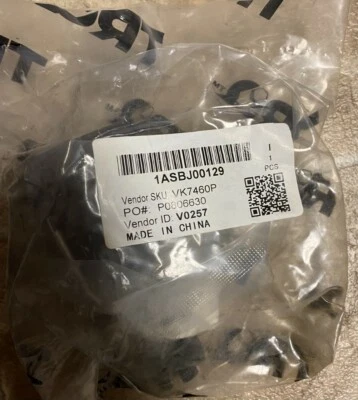 1ASBJ00129
Vendor SKU: VK7460P
PO#: P0806630
Vendor ID: V0257
MADE IN CHINA
I
1
PCS